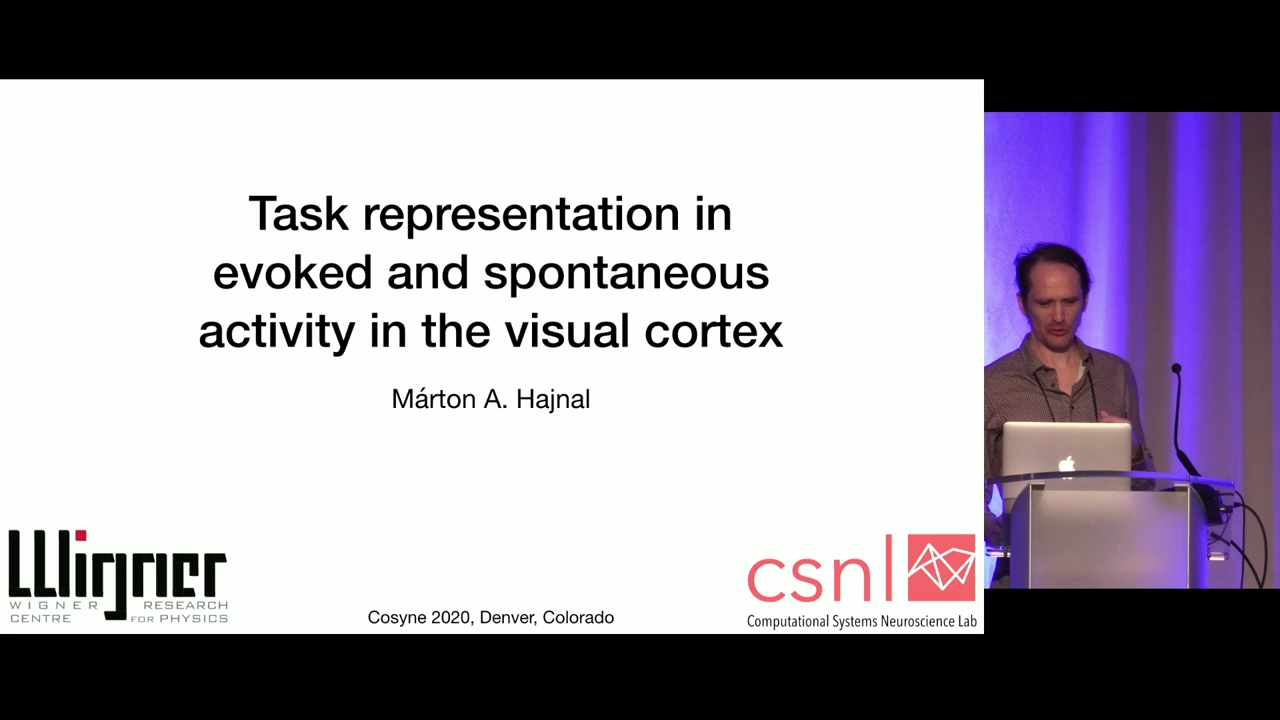 Task representation in
evoked and spontaneous
activity in the visual cortex
Márton A. Hajnal
Wigner
WIGNER RESEARCH
CENTRE FOR PHYSICS
Cosyne 2020, Denver, Colorado
csnl
Computational Systems Neuroscience Lab